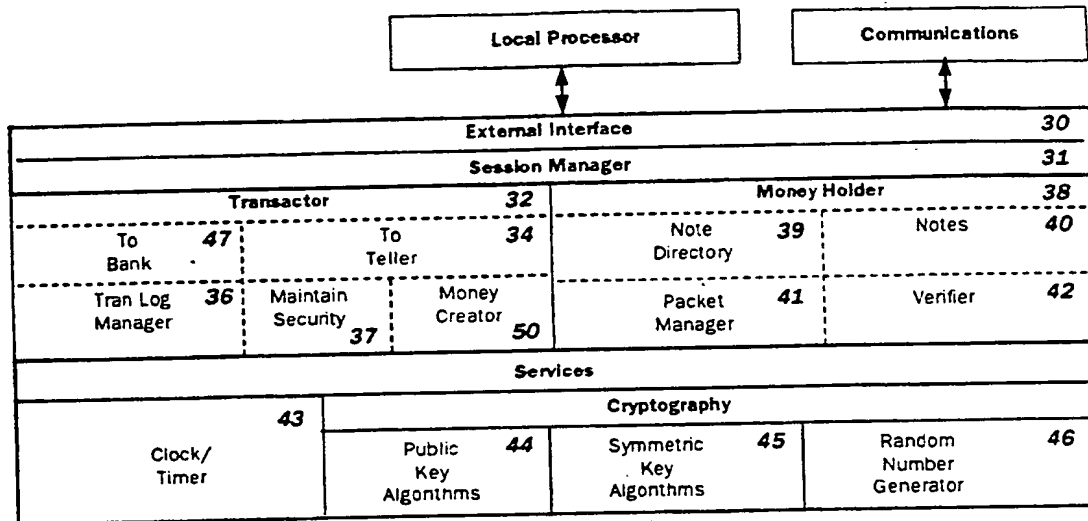 Local Processor
Communications
External Interface 30
Session Manager 31
Transactor 32
Money Holder 38
To Bank 47
To Teller 34
Note Directory 39
Notes 40
Tran Log Manager 36
Maintain Security 37
Money Creator 50
Packet Manager 41
Verifier 42
Services
43
Clock/
Timer
Cryptography
Public 44
Key
Algonthms
Symmetric 45
Key
Algonthms
Random 46
Number
Generator